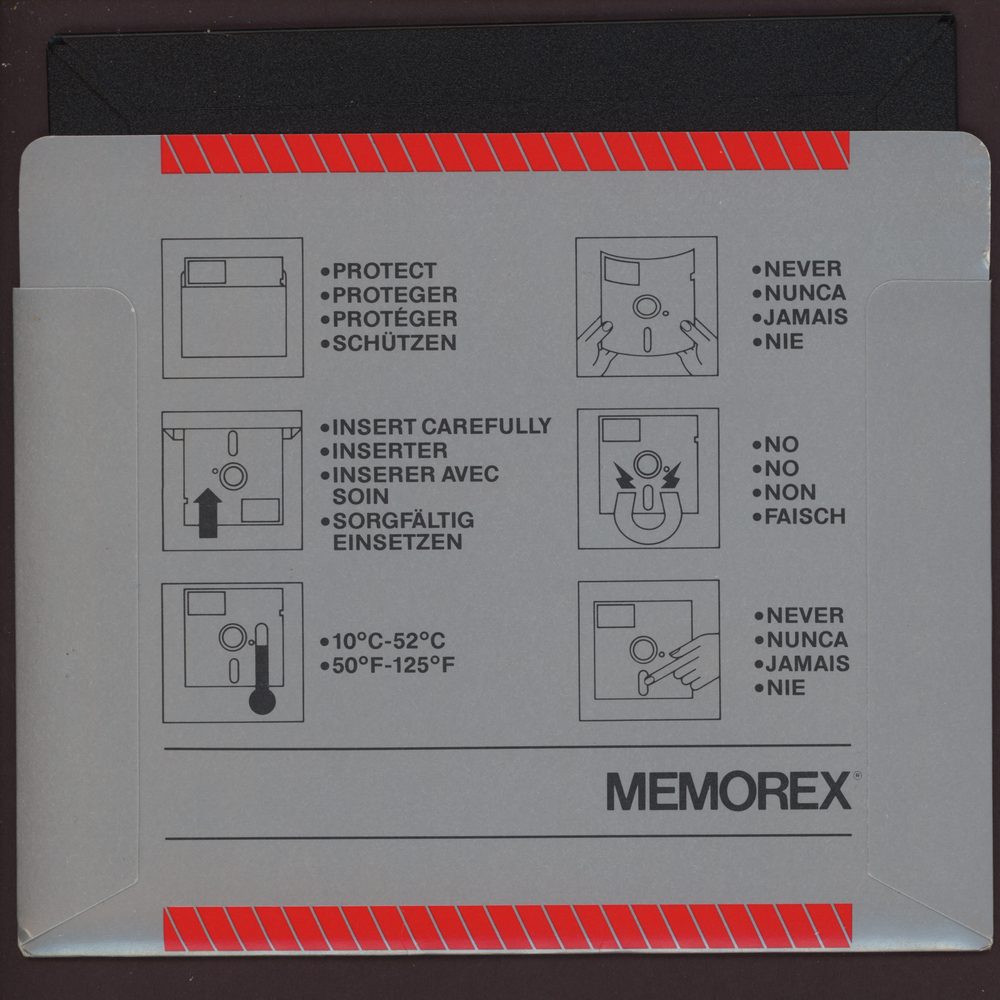 •PROTECT
•PROTEGER
•PROTÉGER
•SCHÜTZEN
•NEVER
•NUNCA
•JAMAIS
•NIE
•INSERT CAREFULLY
•INSERTER
•INSERER AVEC
SOIN
•SORGFÄLTIG
EINSETZEN
•NO
•NO
•NON
•FAISCH
•10°C-52°C
•50°F-125°F
•NEVER
•NUNCA
•JAMAIS
•NIE
MEMOREX®